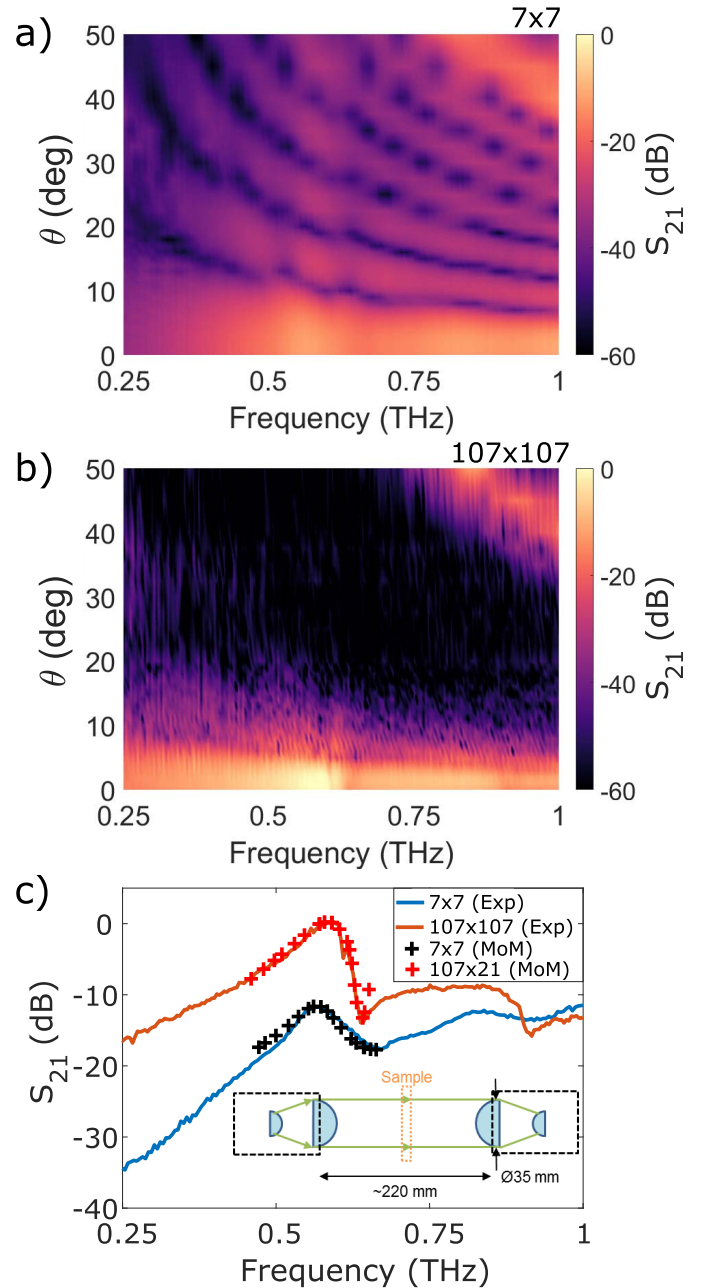 a)
7x7
50
40
30
20
10
0
θ (deg)
0.25
0.5
0.75
1
Frequency (THz)
0
-20
-40
-60
S21 (dB)
b)
107x107
50
40
30
20
10
0
θ (deg)
0.25
0.5
0.75
1
Frequency (THz)
0
-20
-40
-60
S21 (dB)
c)
0
-10
-20
-30
-40
S21 (dB)
7x7 (Exp)
107x107 (Exp)
7x7 (MoM)
107x21 (MoM)
Sample
~220 mm
Ø35 mm
0.25
0.5
0.75
1
Frequency (THz)